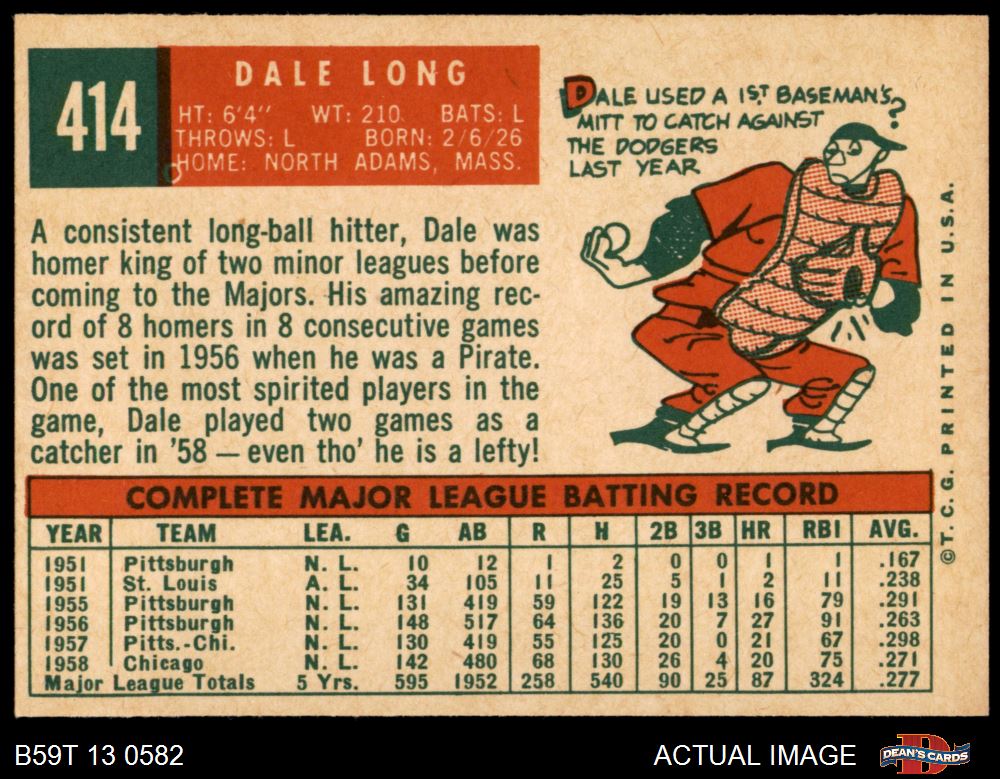 414
DALE LONG
HT: 6'4" WT: 210. BATS: L
THROWS: L BORN: 2/6/26
HOME: NORTH ADAMS, MASS.
DALE USED A 1ST BASEMAN'S
MITT TO CATCH AGAINST
THE DODGERS
LAST YEAR
?
A consistent long-ball hitter, Dale was
homer king of two minor leagues before
coming to the Majors. His amazing rec-
ord of 8 homers in 8 consecutive games
was set in 1956 when he was a Pirate.
One of the most spirited players in the
game, Dale played two games as a
catcher in '58 — even tho' he is a lefty!
©T. C. G. PRINTED IN U.S.A.
COMPLETE MAJOR LEAGUE BATTING RECORD
YEAR TEAM LEA. G AB R H 2B 3B HR RBI AVG.
1951 Pittsburgh N. L. 10 12 1 2 0 0 1 1 .167
1951 St. Louis A. L. 34 105 11 25 5 1 2 11 .238
1955 Pittsburgh N. L. 131 419 59 122 19 13 16 79 .291
1956 Pittsburgh N. L. 148 517 64 136 20 7 27 91 .263
1957 Pitts.-Chi. N. L. 130 419 55 125 20 0 21 67 .298
1958 Chicago N. L. 142 480 68 130 26 4 20 75 .271
Major League Totals 5 Yrs. 595 1952 258 540 90 25 87 324 .277
B59T 13 0582 ACTUAL IMAGE DEAN'S CARDS